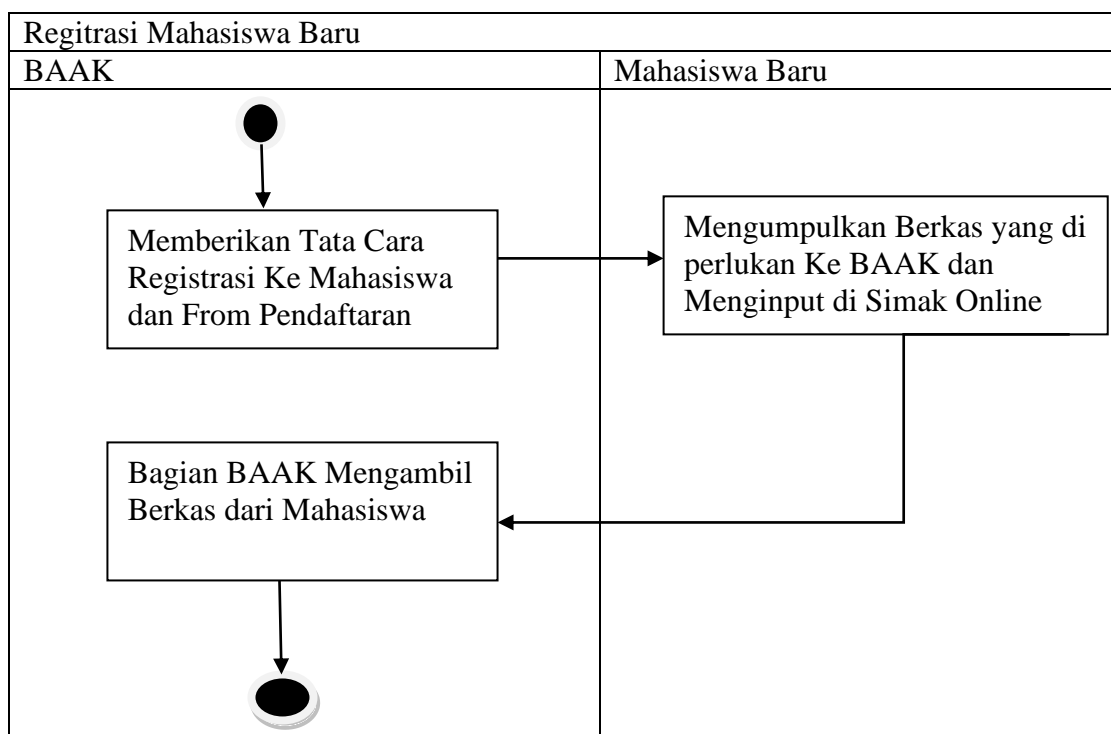 Regitrasi Mahasiswa Baru
BAAK
Mahasiswa Baru
Memberikan Tata Cara
Registrasi Ke Mahasiswa
dan From Pendaftaran
Mengumpulkan Berkas yang di
perlukan Ke BAAK dan
Menginput di Simak Online
Bagian BAAK Mengambil
Berkas dari Mahasiswa